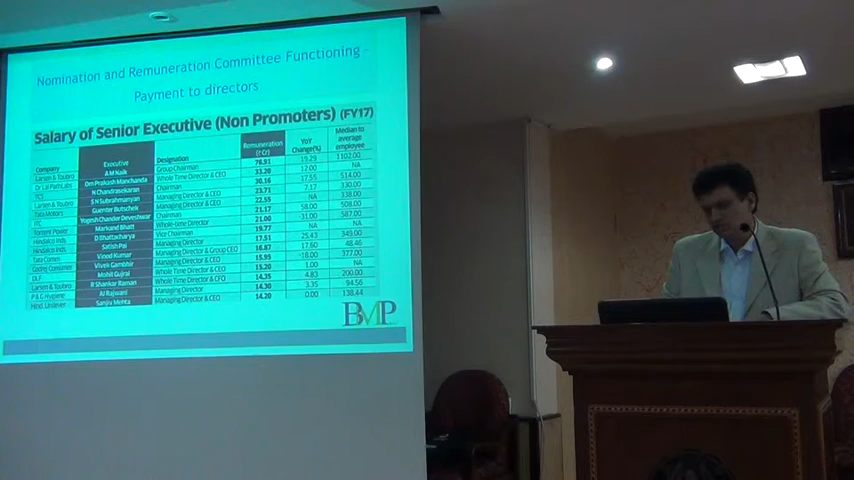 Nomination and Remuneration Committee Functioning -
Payment to directors
Salary of Senior Executive (Non Promoters) (FY17)
Company Executive Designation Remuneration (₹ Cr) YoY Change(%) Median to average employee
Larsen & Toubro A M Naik Group Chairman 78.91 19.29 1102.00
Dr Lal PathLabs Om Prakash Manchanda Whole Time Director & CEO 33.20 12.00 NA
TCS N Chandrasekaran Chairman 30.16 17.55 514.00
Larsen & Toubro S N Subrahmanyan Managing Director & CEO 23.71 7.17 330.00
Tata Motors Guenter Butschek Managing Director & CEO 22.55 NA 338.00
ITC Yogesh Chander Deveshwar Chairman 21.17 58.00 508.00
Torrent Power Markand Bhatt Whole-time Director 21.00 -31.00 587.00
Hindalco Inds. D Bhattacharya Vice Chairman 19.77 NA NA
Hindalco Inds. Satish Pai Managing Director 17.51 25.43 349.00
Tata Comm Vinod Kumar Managing Director & Group CEO 16.87 17.60 48.46
Godrej Consumer Vivek Gambhir Managing Director & CEO 15.95 -18.00 377.00
DLF Mohit Gujral Whole Time Director & CEO 15.20 1.00 NA
Larsen & Toubro R Shankar Raman Whole Time Director & CFO 14.35 4.83 200.00
P & G Hygiene Al Rajwani Managing Director 14.30 3.35 94.56
Hind. Unilever Sanjiv Mehta Managing Director & CEO 14.20 0.00 138.44
BMP